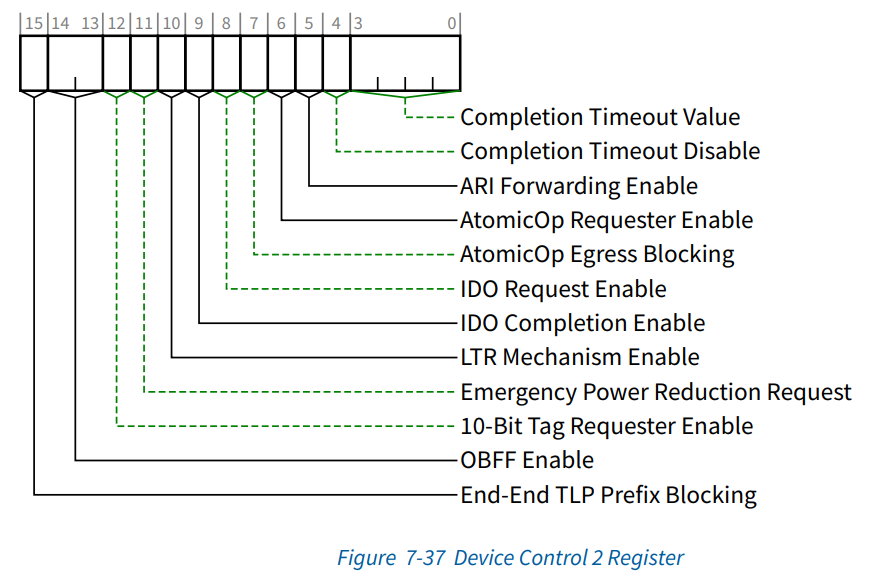 15 14 13 12 11 10 9 8 7 6 5 4 3 0
Completion Timeout Value
Completion Timeout Disable
ARI Forwarding Enable
AtomicOp Requester Enable
AtomicOp Egress Blocking
IDO Request Enable
IDO Completion Enable
LTR Mechanism Enable
Emergency Power Reduction Request
10-Bit Tag Requester Enable
OBFF Enable
End-End TLP Prefix Blocking
Figure 7-37 Device Control 2 Register